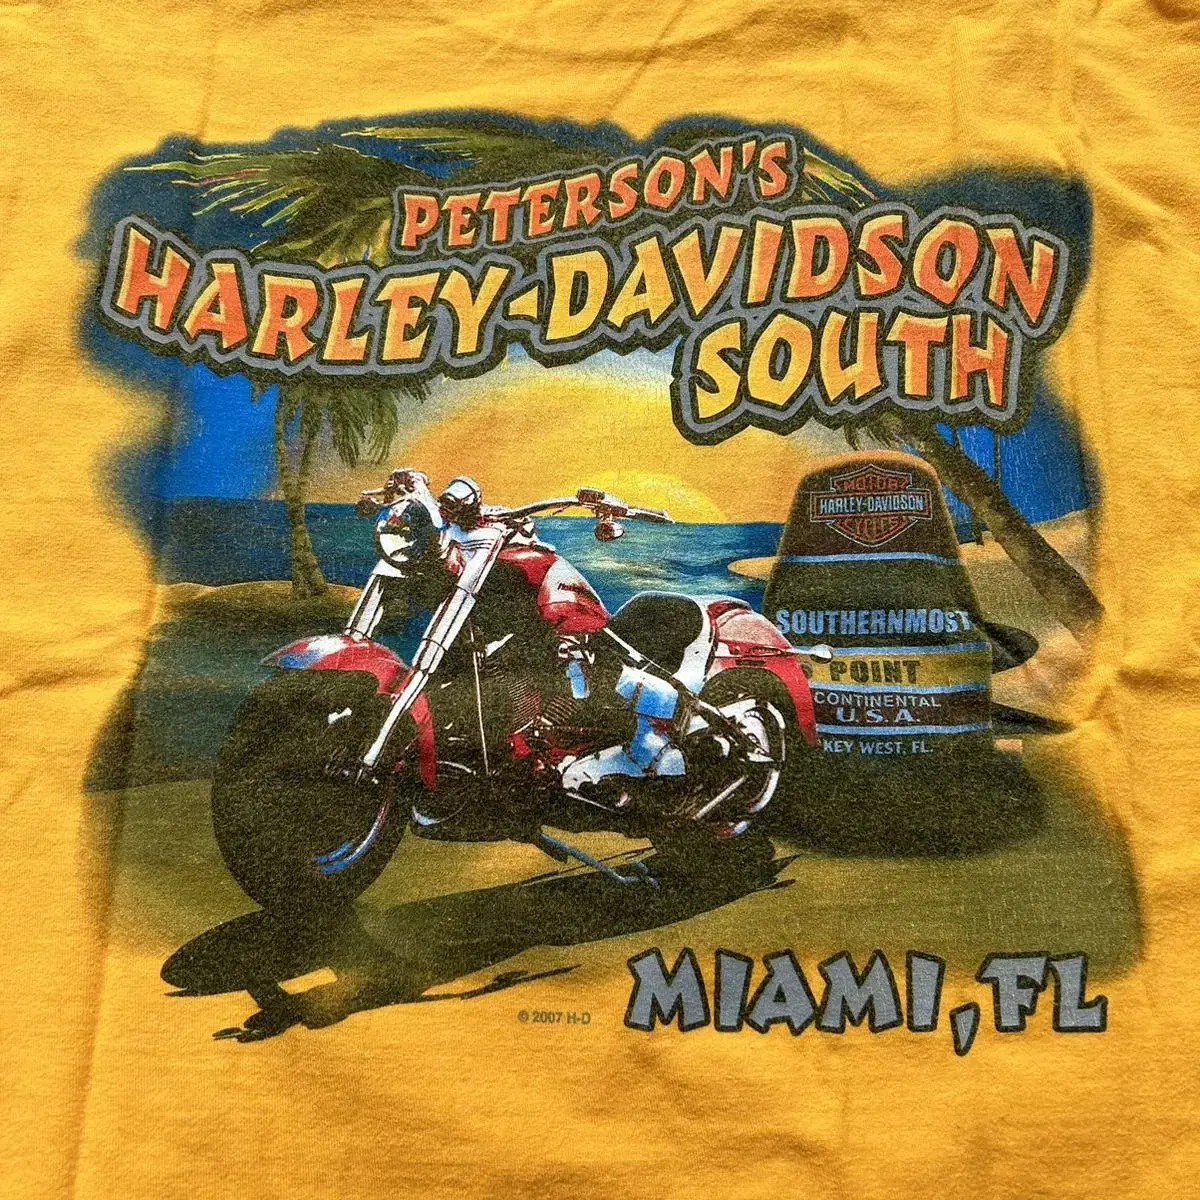 PETERSON'S
HARLEY-DAVIDSON
SOUTH
MOTOR
HARLEY-DAVIDSON
CYCLES
SOUTHERNMOST
POINT
CONTINENTAL
U.S.A.
KEY WEST, FL.
© 2007 H-D
MIAMI, FL